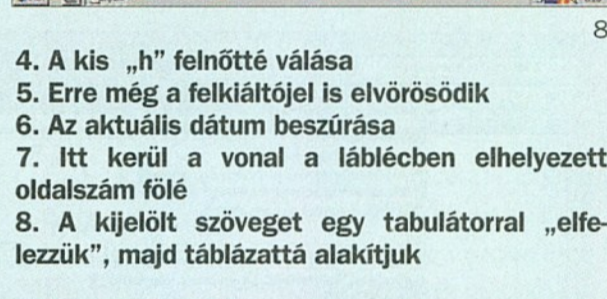 8
4. A kis „h” felnőtté válása
5. Erre még a felkiáltójel is elvörösödik
6. Az aktuális dátum beszúrása
7. Itt kerül a vonal a láblécben elhelyezett
oldalszám fölé
8. A kijelölt szöveget egy tabulátorral „elfe-
lezzük”, majd táblázattá alakítjuk